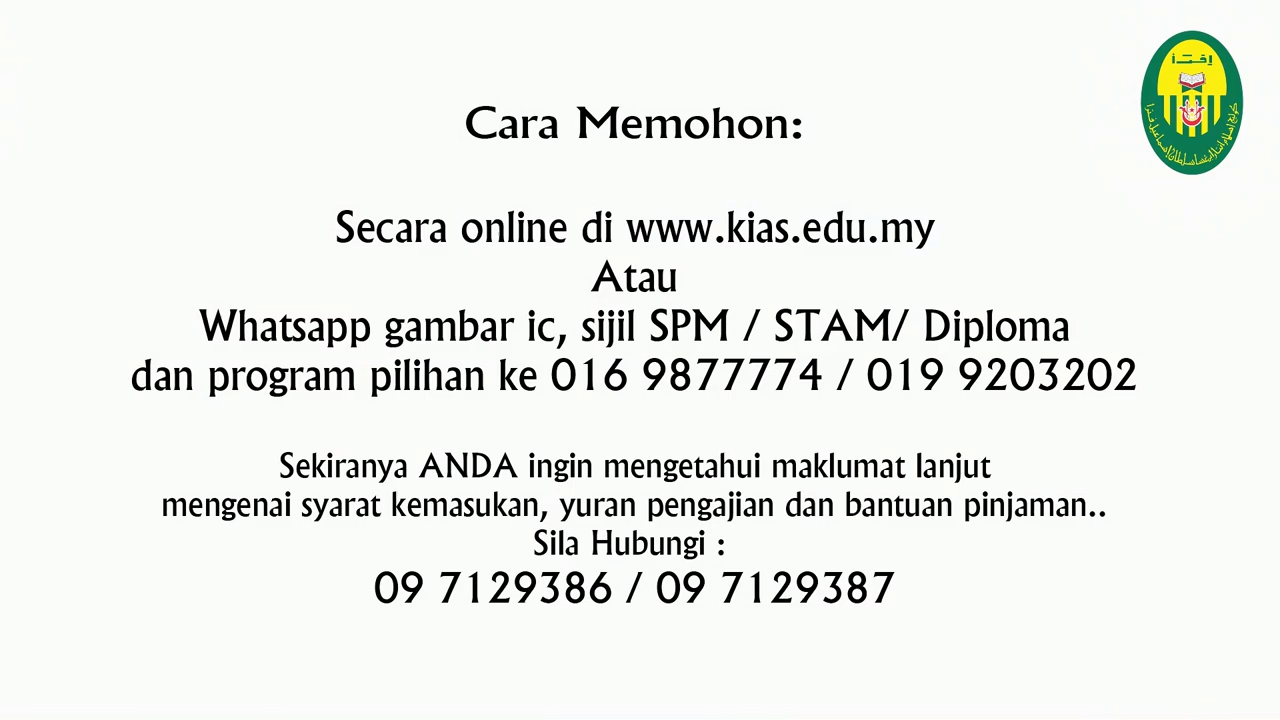 Cara Memohon:
Secara online di www.kias.edu.my
Atau
Whatsapp gambar ic, sijil SPM / STAM/ Diploma
dan program pilihan ke 016 9877774 / 019 9203202
Sekiranya ANDA ingin mengetahui maklumat lanjut
mengenai syarat kemasukan, yuran pengajian dan bantuan pinjaman..
Sila Hubungi :
09 7129386 / 09 7129387